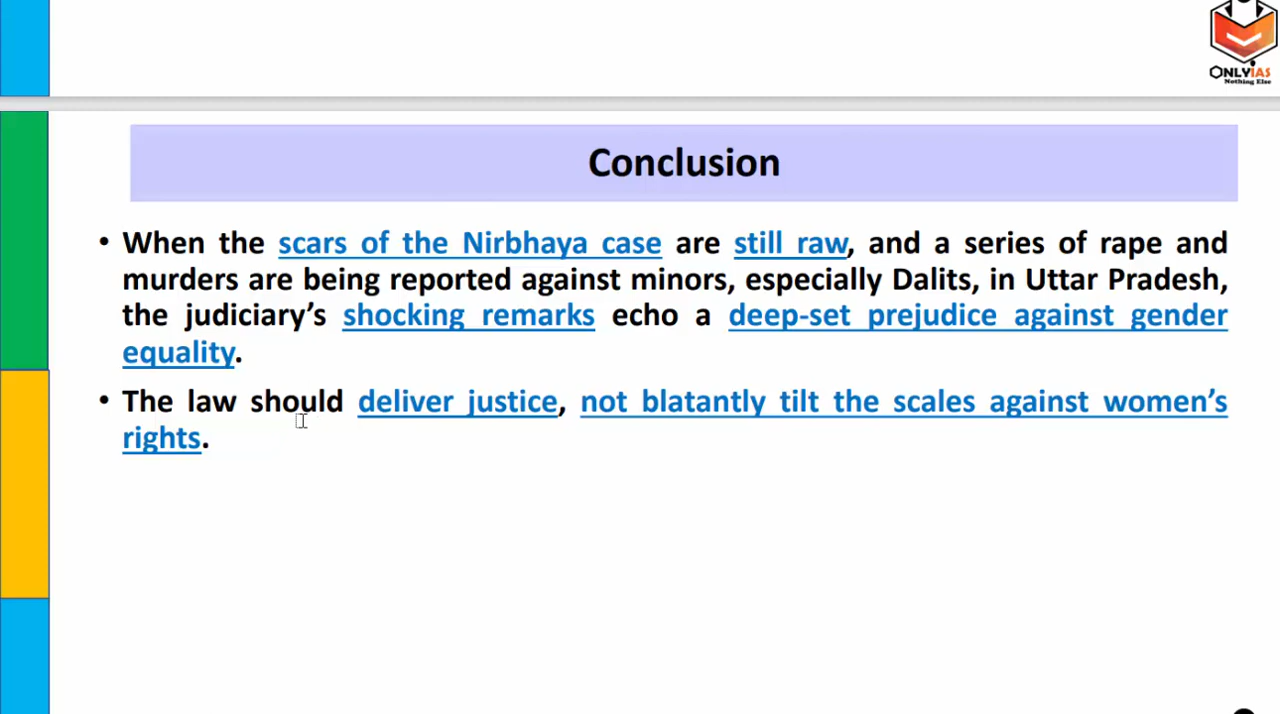 ONLYIAS
Nothing Else
Conclusion
• When the scars of the Nirbhaya case are still raw, and a series of rape and
murders are being reported against minors, especially Dalits, in Uttar Pradesh,
the judiciary’s shocking remarks echo a deep-set prejudice against gender
equality.
• The law should deliver justice, not blatantly tilt the scales against women’s
rights.